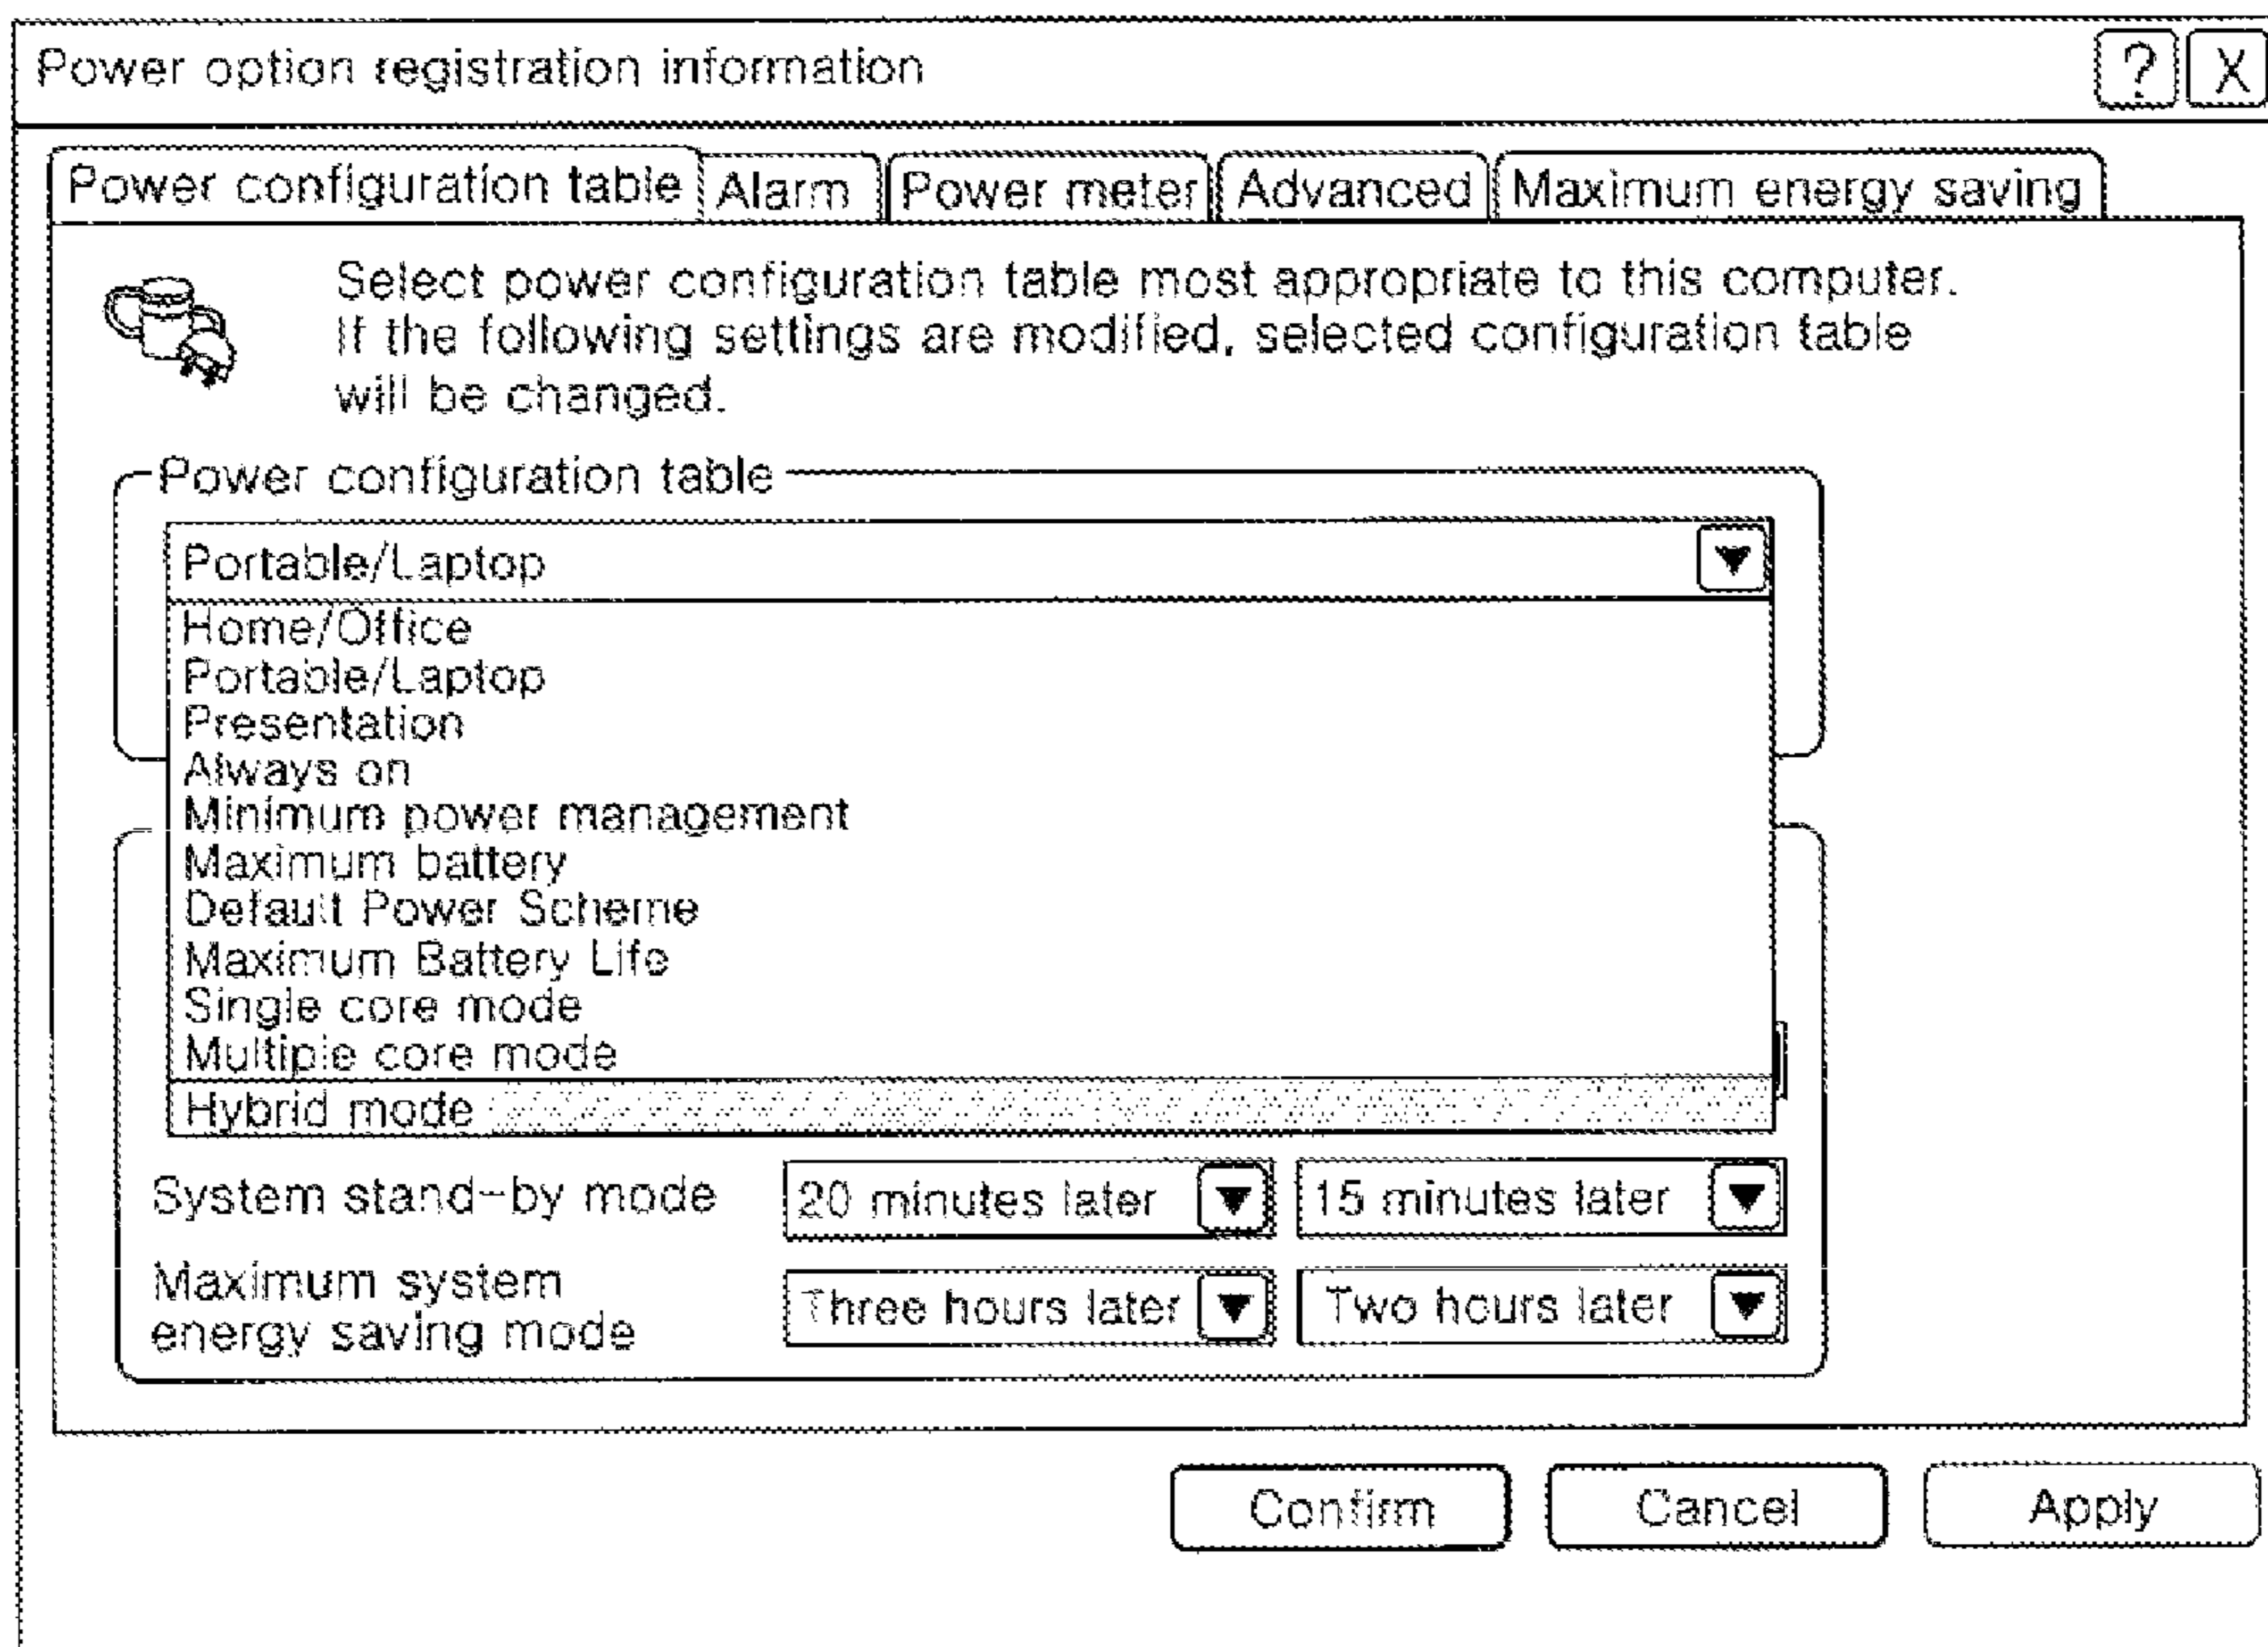 Power option registration information
? X
Power configuration table Alarm Power meter Advanced Maximum energy saving
Select power configuration table most appropriate to this computer.
If the following settings are modified, selected configuration table
will be changed.
Power configuration table
Portable/Laptop
Home/Office
Portable/Laptop
Presentation
Always on
Minimum power management
Maximum battery
Default Power Scheme
Maximum Battery Life
Single core mode
Multiple core mode
Hybrid mode
System stand-by mode 20 minutes later 15 minutes later
Maximum system
energy saving mode Three hours later Two hours later
Confirm Cancel Apply